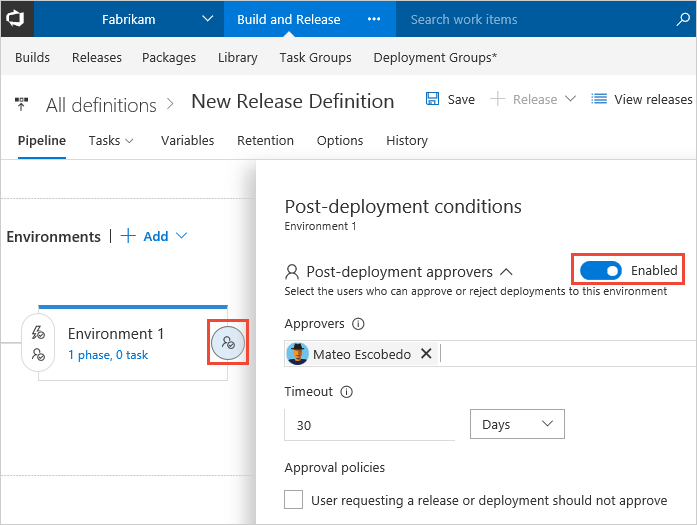 Fabrikam Build and Release ··· Search work items
Builds Releases Packages Library Task Groups Deployment Groups*
All definitions > New Release Definition Save + Release View releases
Pipeline Tasks Variables Retention Options History
Post-deployment conditions
Environment 1
Environments | + Add
Post-deployment approvers Enabled
Select the users who can approve or reject deployments to this environment
Environment 1
1 phase, 0 task
Approvers
Mateo Escobedo
Timeout
30 Days
Approval policies
User requesting a release or deployment should not approve